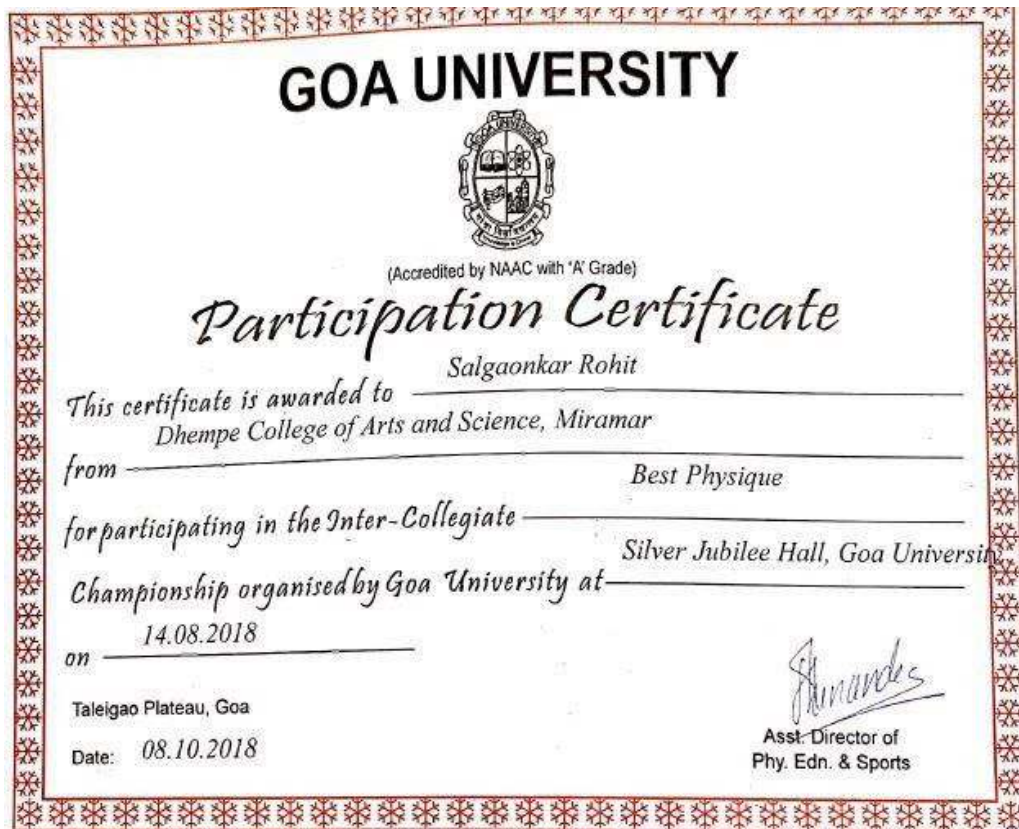 GOA UNIVERSITY
GOA UNIVERSITY
(Accredited by NAAC with 'A' Grade)
Participation Certificate
This certificate is awarded to Salgaonkar Rohit
from Dhempe College of Arts and Science, Miramar
for participating in the Inter-Collegiate Best Physique
Championship organised by Goa University at Silver Jubilee Hall, Goa University
on 14.08.2018
Taleigao Plateau, Goa
Date: 08.10.2018
Asst. Director of
Phy. Edn. & Sports